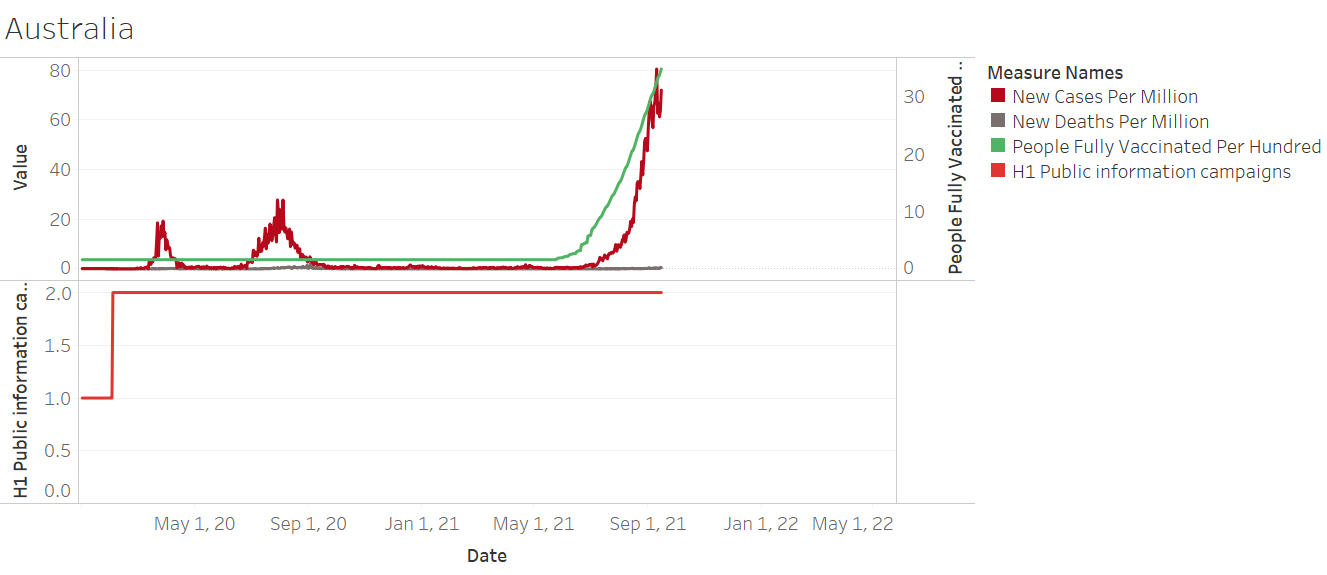 Australia
80
60
40
20
0
Value
30
20
10
0
People Fully Vaccinated ..
Measure Names
New Cases Per Million
New Deaths Per Million
People Fully Vaccinated Per Hundred
H1 Public information campaigns
2.0
1.5
1.0
0.5
0.0
H1 Public information ca..
May 1, 20 Sep 1, 20 Jan 1, 21 May 1, 21 Sep 1, 21 Jan 1, 22 May 1, 22
Date